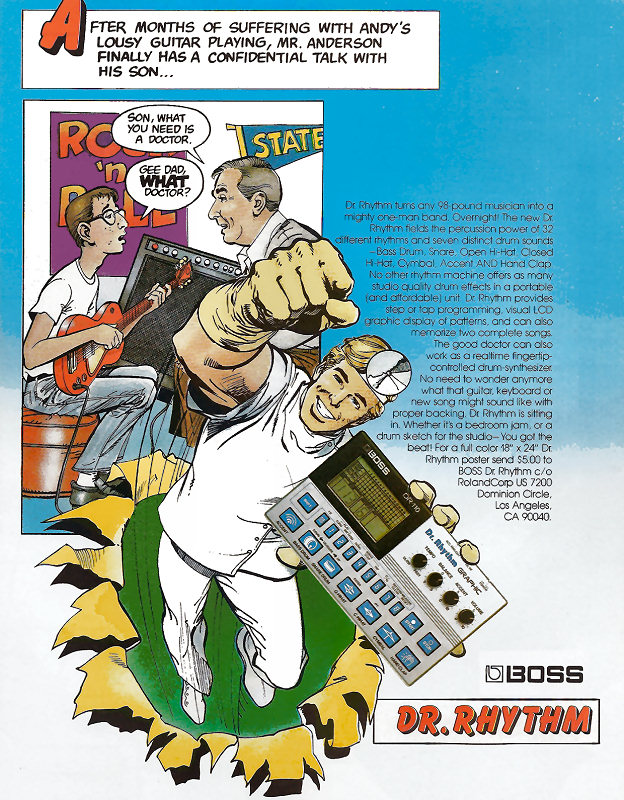 AFTER MONTHS OF SUFFERING WITH ANDY'S
LOUSY GUITAR PLAYING, MR. ANDERSON
FINALLY HAS A CONFIDENTIAL TALK WITH
HIS SON...
SON, WHAT
YOU NEED IS
A DOCTOR.
GEE DAD,
WHAT
DOCTOR?
ROCK
'n
ROLL
STATE
Dr. Rhythm turns any 98-pound musician into a
mighty one-man band. Overnight! The new Dr.
Rhythm fields the percussion power of 32
different rhythms and seven distinct drum sounds
–Bass Drum, Snare, Open Hi-Hat, Closed
Hi-Hat, Cymbal, Accent AND Hand Clap.
No other rhythm machine offers as many
studio quality drum effects in a portable
(and affordable) unit. Dr. Rhythm provides
step or tap programming, visual LCD
graphic display of patterns, and can also
memorize two complete songs.
The good doctor can also
work as a realtime fingertip-
controlled drum-synthesizer.
No need to wonder anymore
what that guitar, keyboard or
new song might sound like with
proper backing. Dr. Rhythm is sitting
in. Whether it's a bedroom jam, or a
drum sketch for the studio–You got the
beat! For a full color 18" x 24" Dr.
Rhythm poster send $5.00 to
BOSS Dr. Rhythm c/o
RolandCorp US 7200
Dominion Circle,
Los Angeles,
CA 90040.
BOSS
DR-110
Dr. Rhythm GRAPHIC
TEMPO
BALANCE
ACCENT
VOLUME
BOSS
DR. RHYTHM